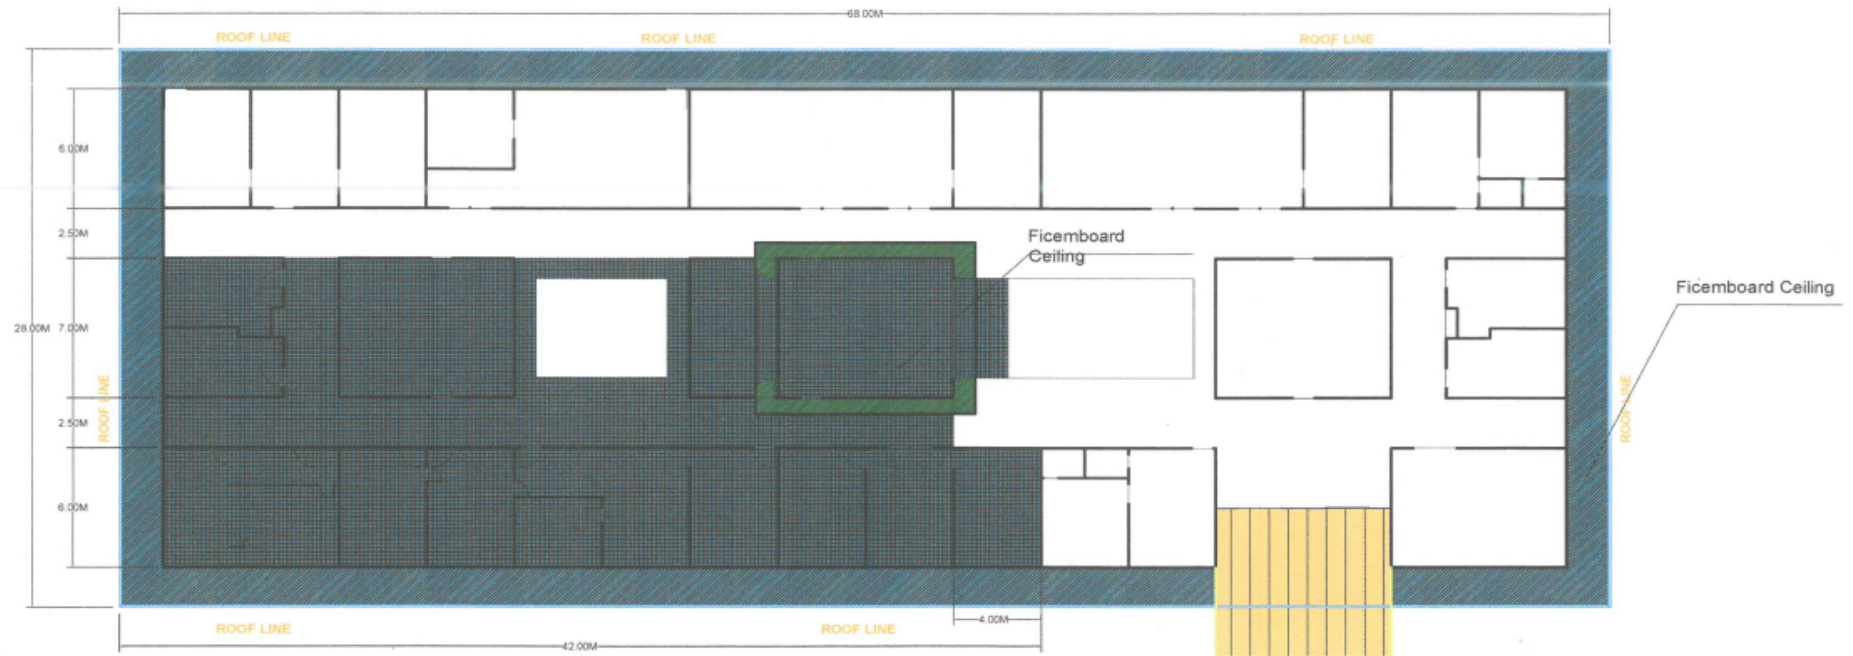 68.00M
ROOF LINE
ROOF LINE
ROOF LINE
6.00M
2.50M
Ficemboard
Ceiling
Ficemboard Ceiling
28.00M
7.00M
ROOF LINE
ROOF LINE
2.50M
6.00M
4.00M
ROOF LINE
ROOF LINE
42.00M